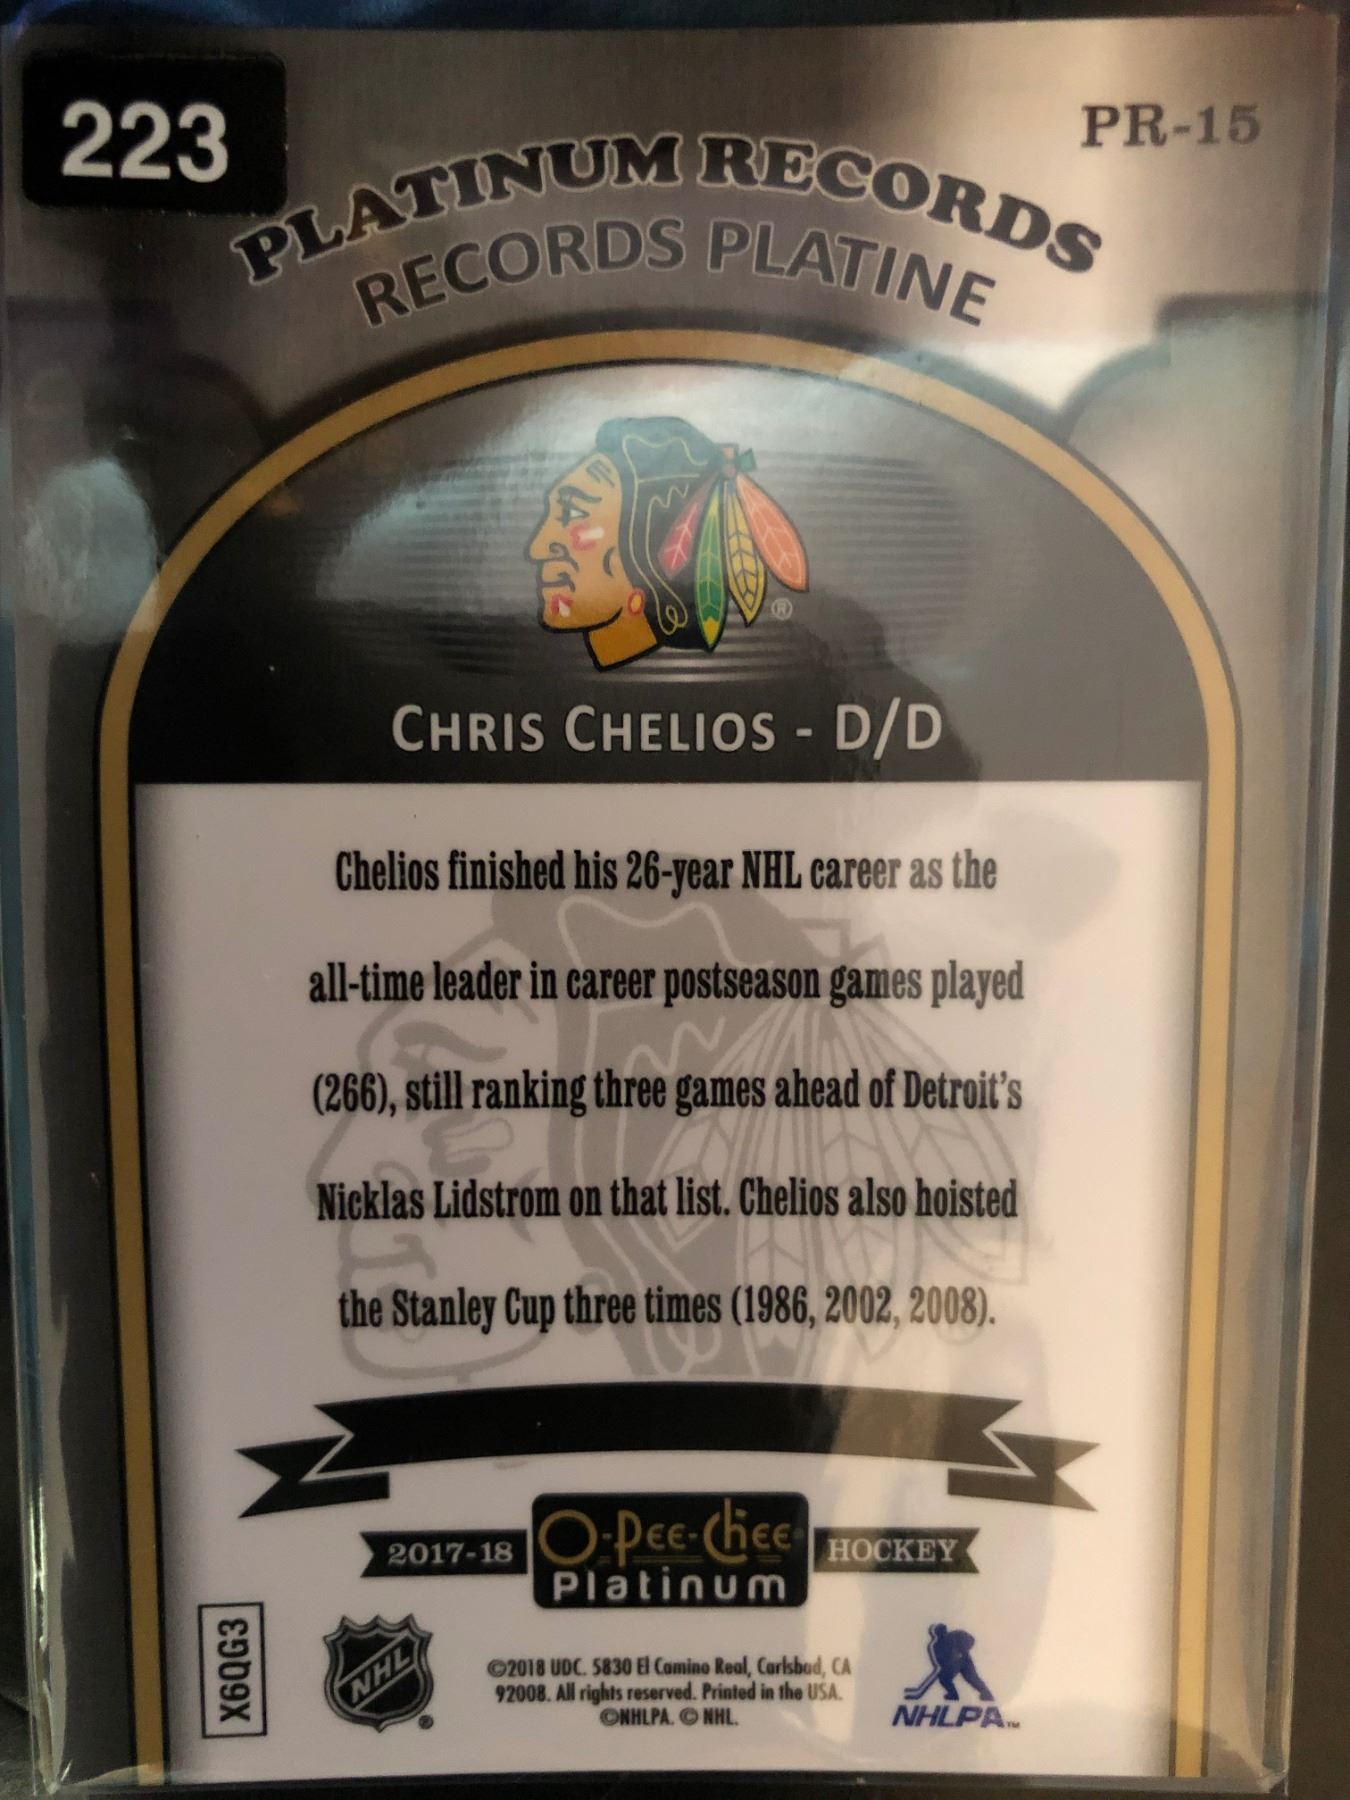 223
PR-15
PLATINUM RECORDS
RECORDS PLATINE
®
CHRIS CHELIOS - D/D
Chelios finished his 26-year NHL career as the
all-time leader in career postseason games played
(266), still ranking three games ahead of Detroit's
Nicklas Lidstrom on that list. Chelios also hoisted
the Stanley Cup three times (1986, 2002, 2008).
2017-18 O-Pee-Chee HOCKEY
Platinum
X6QG3
NHL ®
©2018 UDC. 5830 El Camino Real, Carlsbad, CA
92008. All rights reserved. Printed in the USA.
©NHLPA. © NHL.
NHLPA™